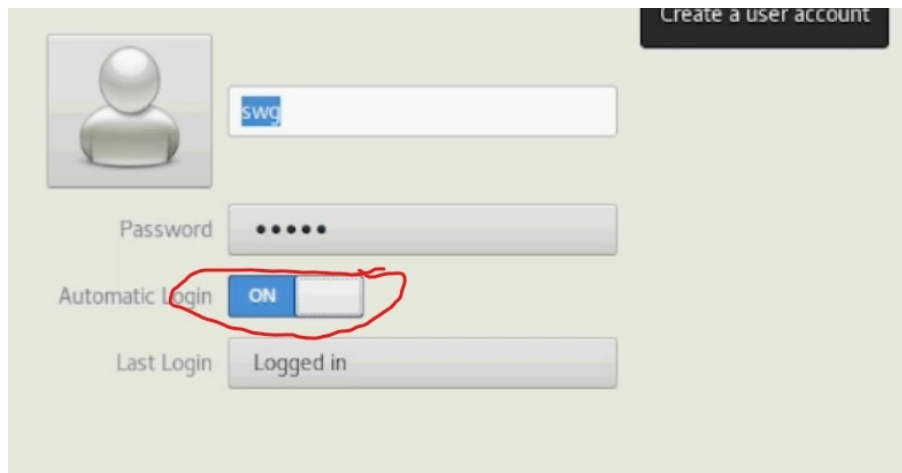 Create a user account
swg
Password •••••
Automatic Login ON
Last Login Logged in